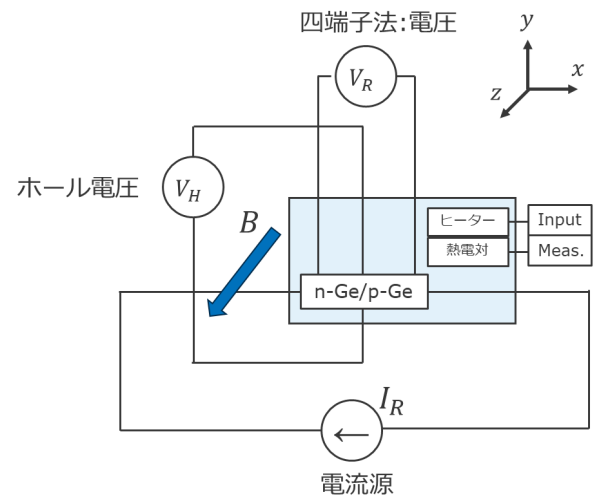 四端子法:電圧
V_R
y
x
z
ホール電圧
V_H
B
ヒーター
Input
熱電対
Meas.
n-Ge/p-Ge
I_R
←
電流源